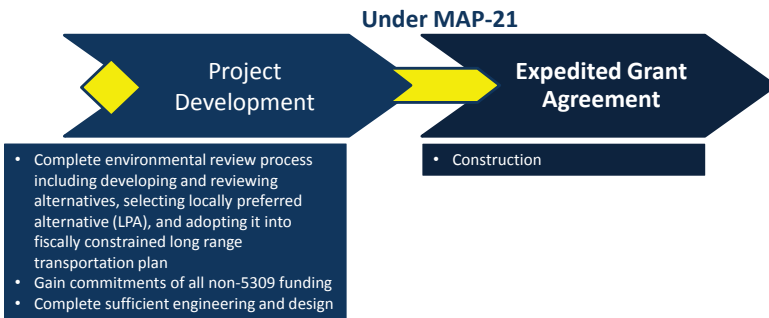 Under MAP-21
Project
Development
Expedited Grant
Agreement
• Complete environmental review process
including developing and reviewing
alternatives, selecting locally preferred
alternative (LPA), and adopting it into
fiscally constrained long range
transportation plan
• Gain commitments of all non-5309 funding
• Complete sufficient engineering and design
• Construction